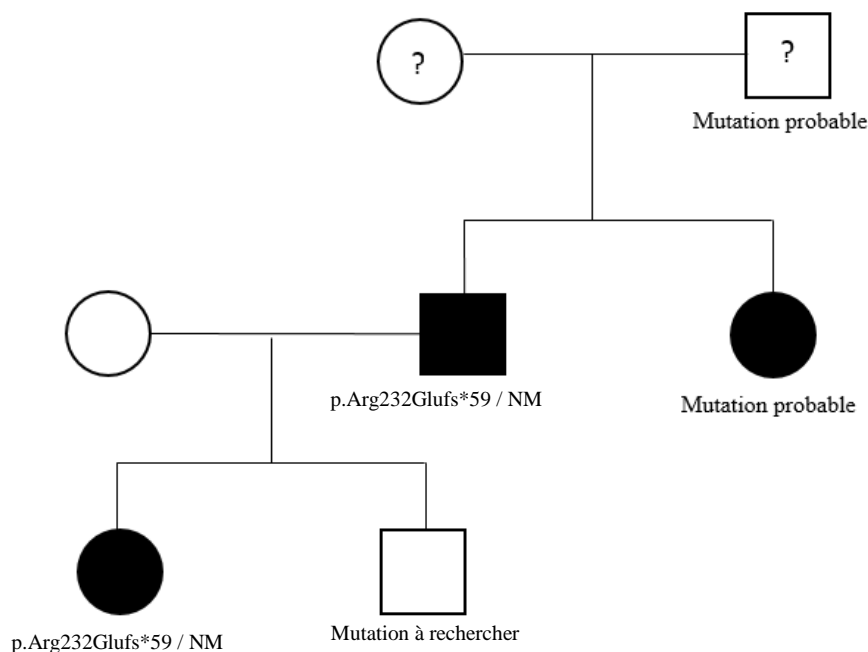 ?
?
Mutation probable
p.Arg232Glufs*59 / NM
Mutation probable
p.Arg232Glufs*59 / NM
Mutation à rechercher